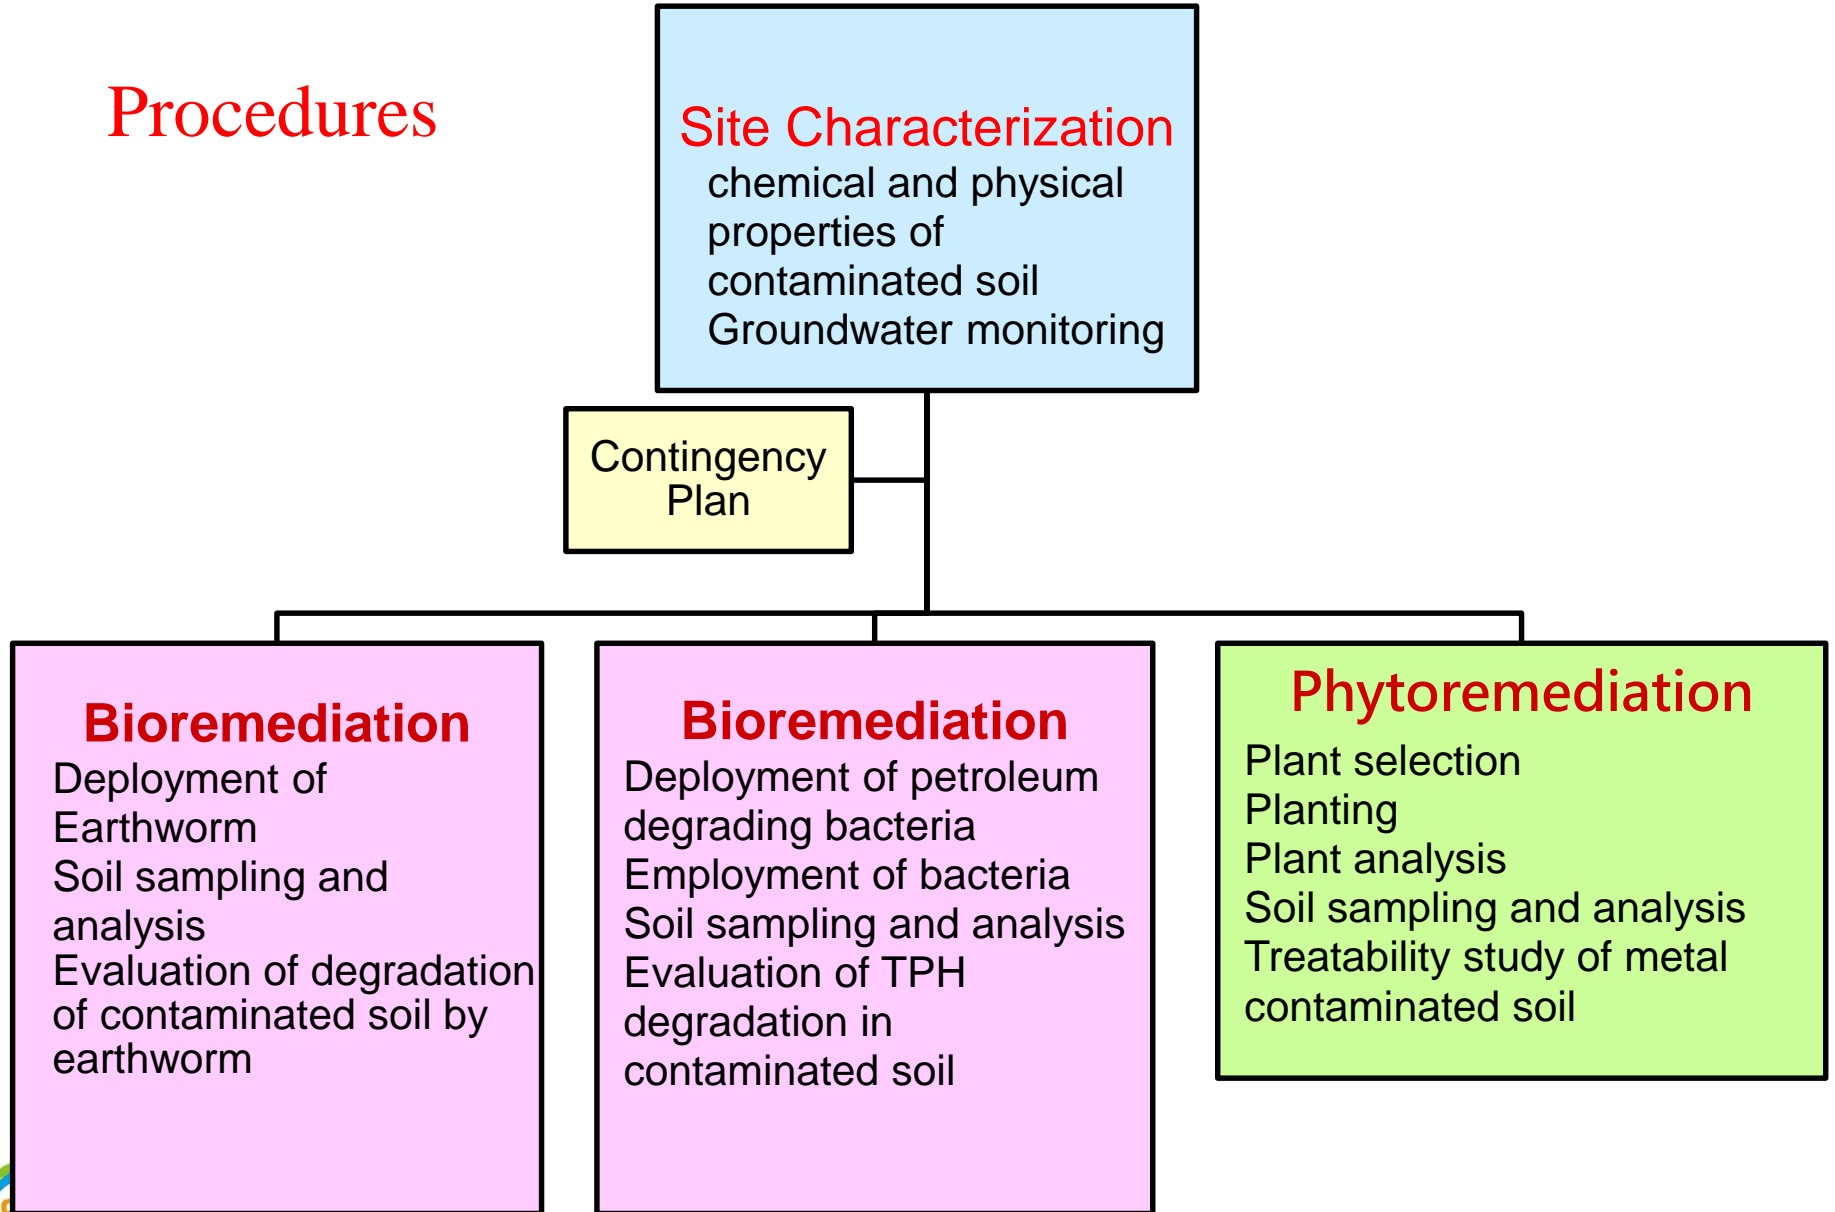 Procedures
Site Characterization
chemical and physical
properties of
contaminated soil
Groundwater monitoring
Contingency
Plan
Bioremediation
Deployment of
Earthworm
Soil sampling and
analysis
Evaluation of degradation
of contaminated soil by
earthworm
Bioremediation
Deployment of petroleum
degrading bacteria
Employment of bacteria
Soil sampling and analysis
Evaluation of TPH
degradation in
contaminated soil
Phytoremediation
Plant selection
Planting
Plant analysis
Soil sampling and analysis
Treatability study of metal
contaminated soil